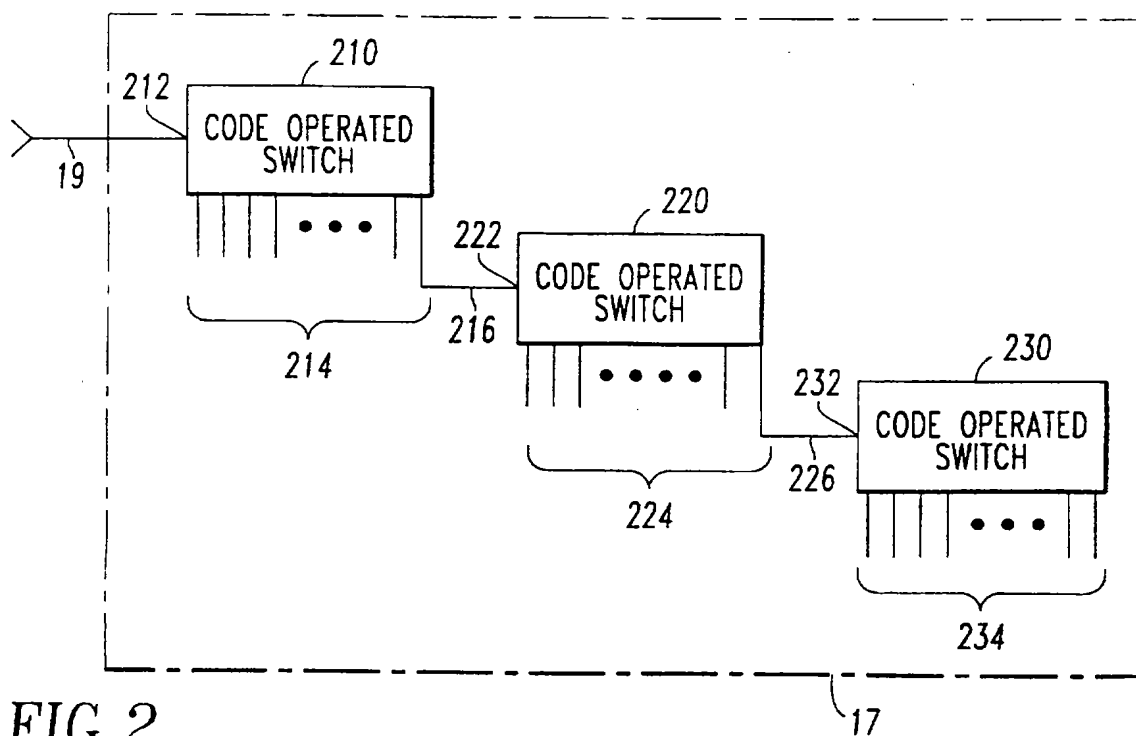 210
212
CODE OPERATED
SWITCH
19
220
222
CODE OPERATED
SWITCH
216
214
230
232
CODE OPERATED
SWITCH
226
224
234
17
FIG. 2